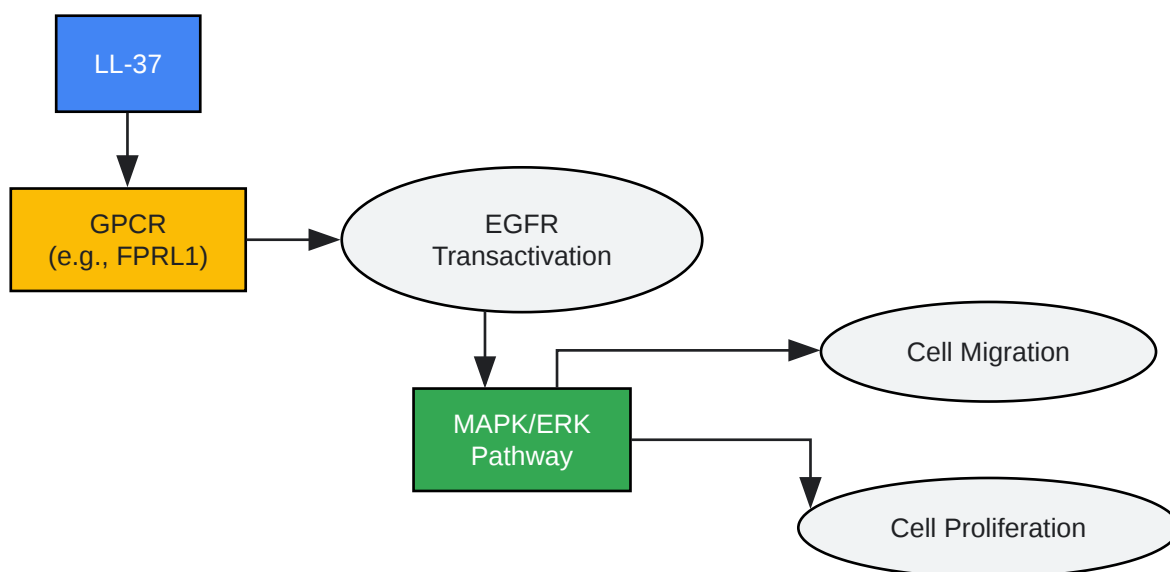 LL-37
GPCR
(e.g., FPRL1)
EGFR
Transactivation
Cell Migration
MAPK/ERK
Pathway
Cell Proliferation